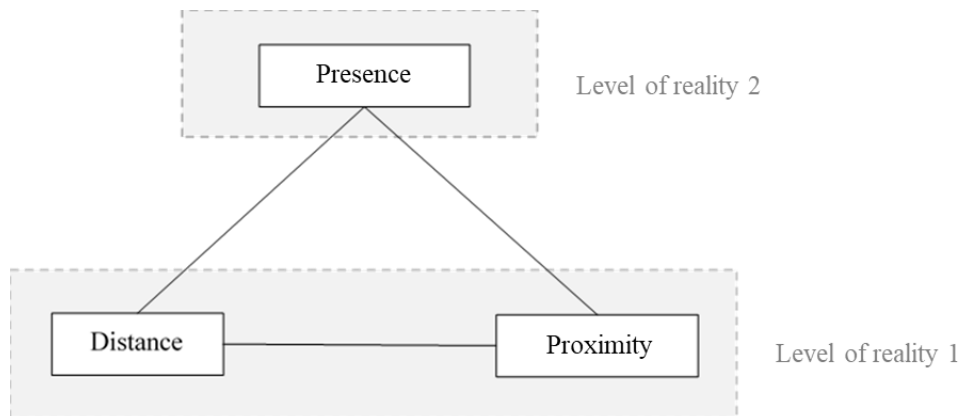 Presence
Level of reality 2
Distance
Proximity
Level of reality 1